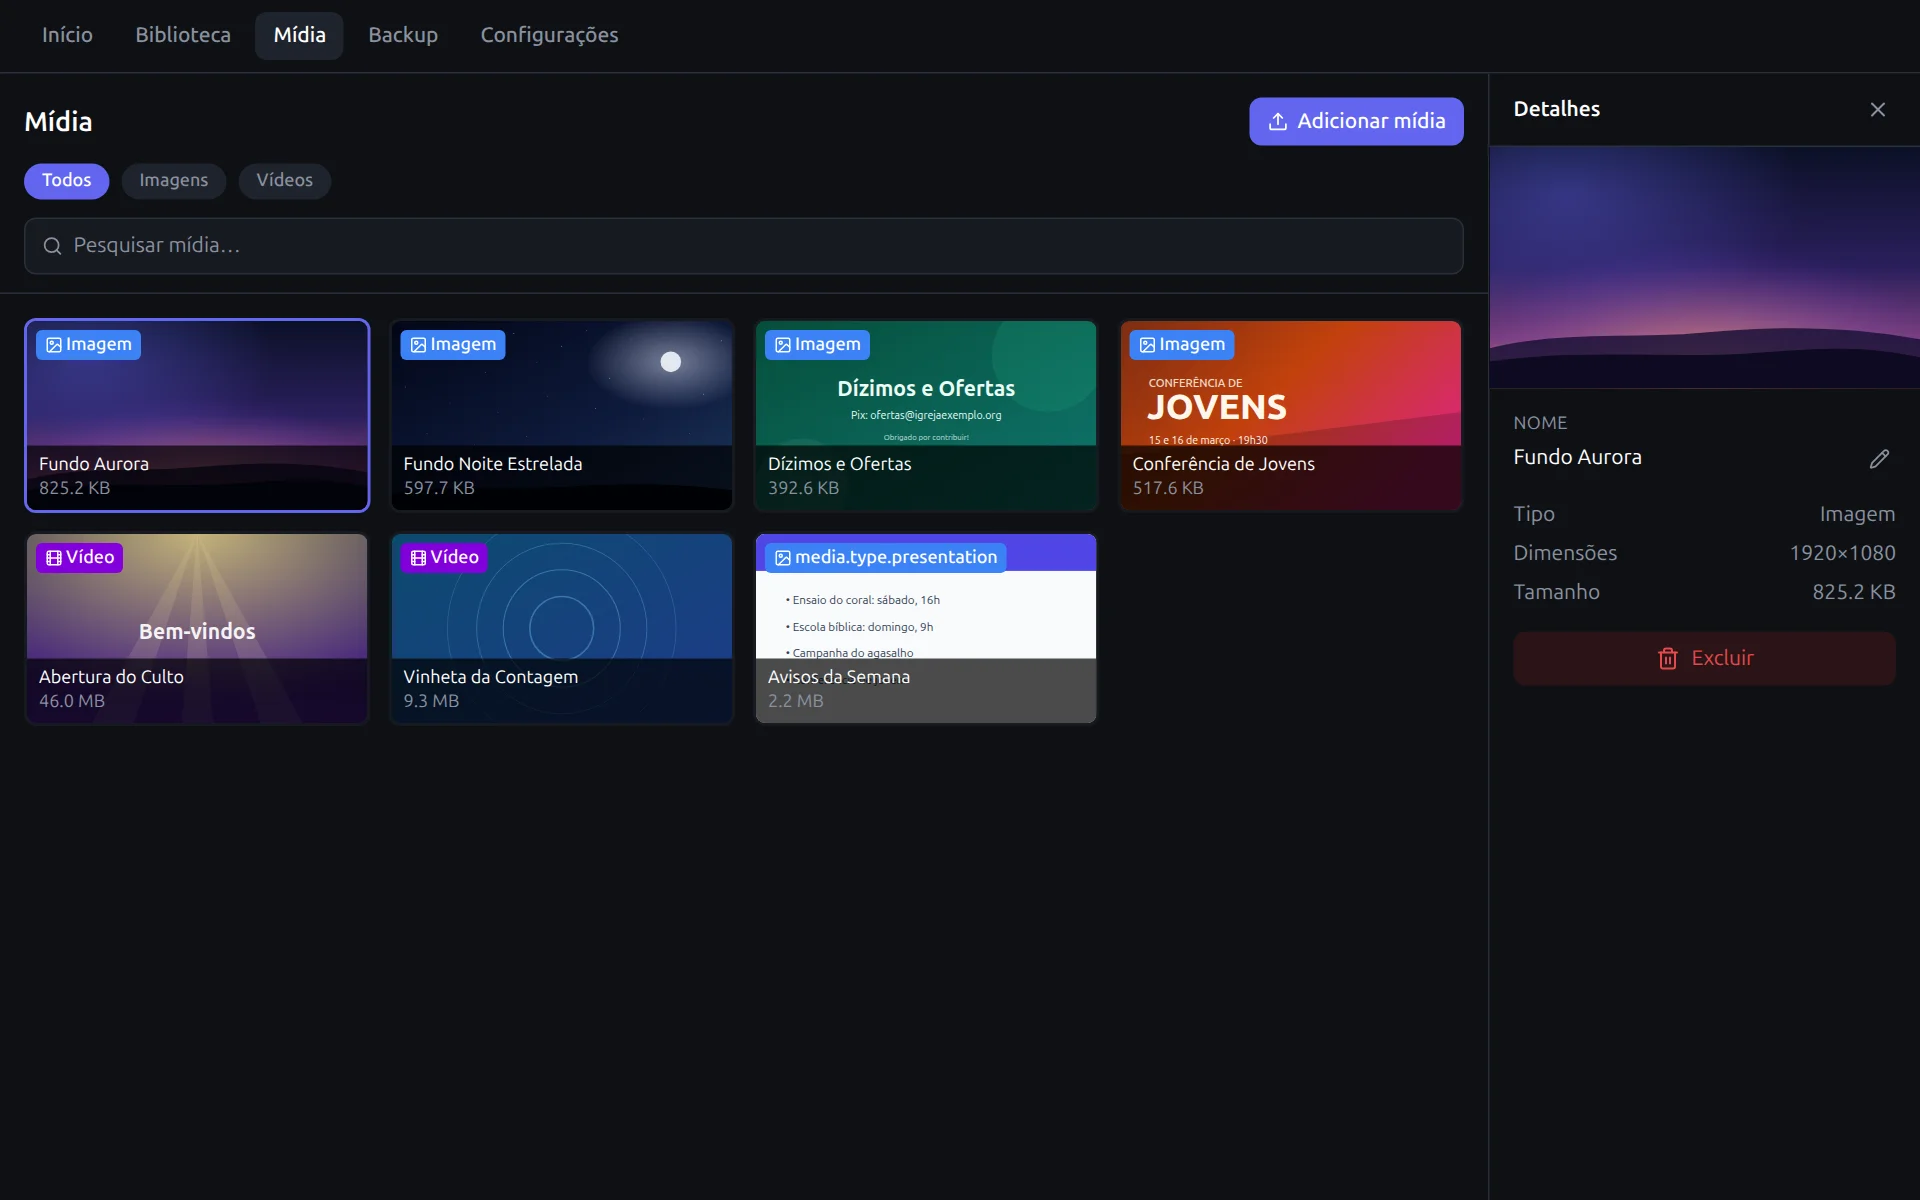 Início
Biblioteca
Mídia
Backup
Configurações
Mídia
Adicionar mídia
Todos
Imagens
Vídeos
Pesquisar mídia…
Imagem
Fundo Aurora
825.2 KB
Imagem
Fundo Noite Estrelada
597.7 KB
Imagem
Dízimos e Ofertas
Pix: ofertas@igrejaexemplo.org
Obrigado por contribuir!
Dízimos e Ofertas
392.6 KB
Imagem
CONFERÊNCIA DE
JOVENS
15 e 16 de março · 19h30
Conferência de Jovens
517.6 KB
Vídeo
Bem-vindos
Abertura do Culto
46.0 MB
Vídeo
Vinheta da Contagem
9.3 MB
media.type.presentation
• Ensaio do coral: sábado, 16h
• Escola bíblica: domingo, 9h
• Campanha do agasalho
Avisos da Semana
2.2 MB
Detalhes
NOME
Fundo Aurora
Tipo Imagem
Dimensões 1920×1080
Tamanho 825.2 KB
Excluir